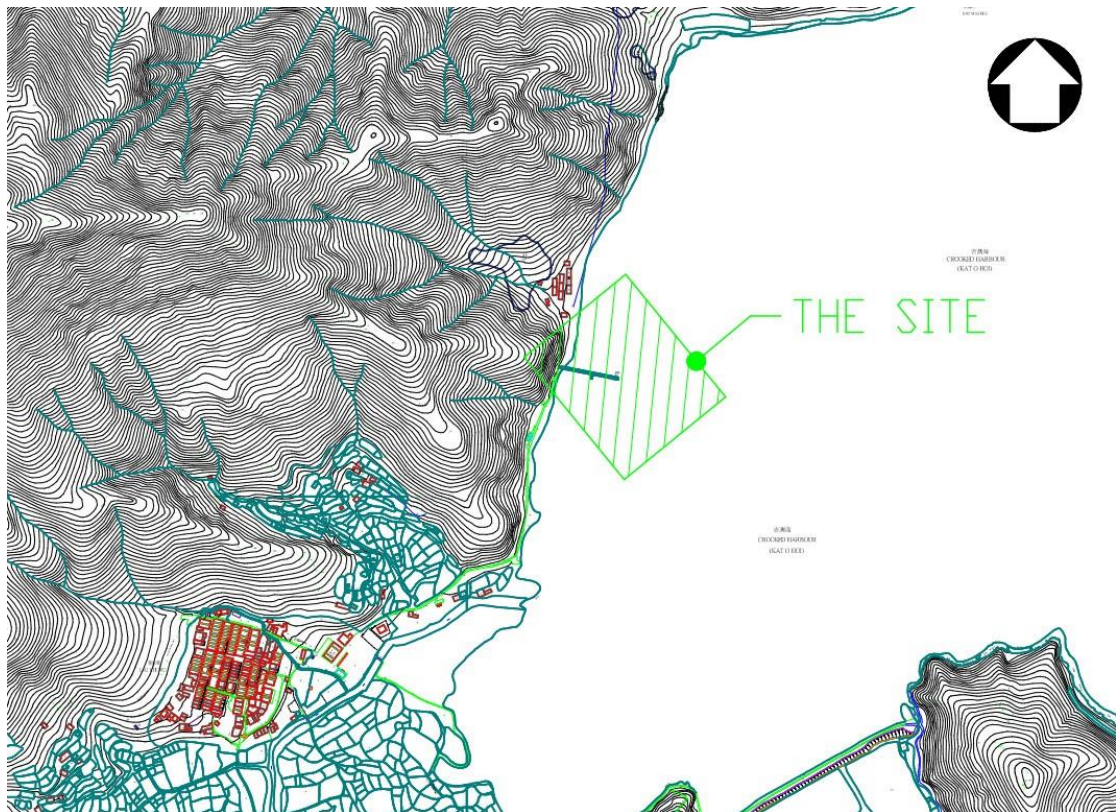 吉澳海
CROOKED HARBOUR
(KAT O HOI)
THE SITE
吉澳海
CROOKED HARBOUR
(KAT O HOI)